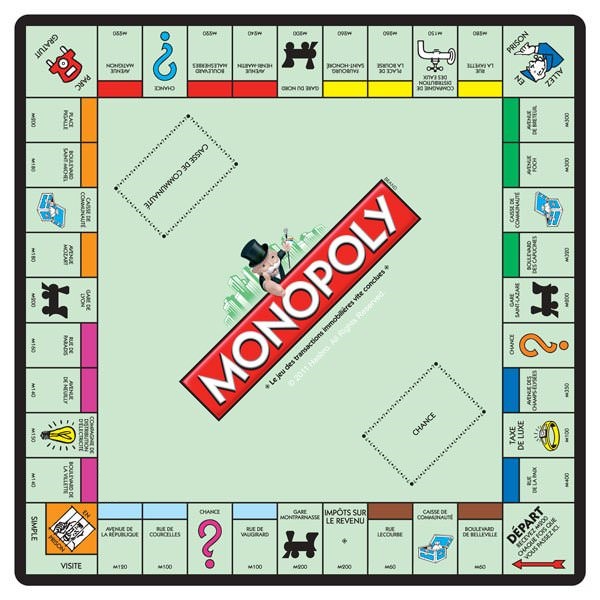 PARC
GRATUIT
AVENUE
MATIGNON
M220
CHANCE
BOULEVARD
MALESHERBES
M220
AVENUE
HENRI-MARTIN
M240
GARE DU NORD
M200
FAUBOURG
SAINT-HONORÉ
M260
PLACE DE
LA BOURSE
M260
COMPAGNIE
DE DISTRIBUTION
DES EAUX
M150
RUE
LA FAYETTE
M280
ALLEZ
EN
PRISON
AVENUE
DE BRETEUIL
M300
AVENUE
FOCH
M300
CAISSE DE
COMMUNAUTÉ
BOULEVARD
DES CAPUCINES
M320
GARE
SAINT-LAZARE
M200
CHANCE
AVENUE DES
CHAMPS-ÉLYSÉES
M350
TAXE
DE LUXE
M100
RUE
DE LA PAIX
M400
PLACE
PIGALLE
M200
BOULEVARD
SAINT-MICHEL
M180
CAISSE DE
COMMUNAUTÉ
AVENUE
MOZART
M180
GARE DE
LYON
M200
RUE DE
PARADIS
M160
AVENUE
DE NEUILLY
M140
COMPAGNIE DE
DISTRIBUTION
D'ÉLECTRICITÉ
M150
BOULEVARD DE
LA VILLETTE
M140
CAISSE DE COMMUNAUTÉ
MONOPOLY
BRAND
Le jeu des transactions immobilières vite conclues
© 2011 Hasbro. All Rights Reserved.
CHANCE
SIMPLE
VISITE
EN
PRISON
AVENUE DE
LA RÉPUBLIQUE
M120
RUE DE
COURCELLES
M100
CHANCE
RUE DE
VAUGIRARD
M100
GARE
MONTPARNASSE
M200
IMPÔTS SUR
LE REVENU
M200
RUE
LECOURBE
M60
CAISSE DE
COMMUNAUTÉ
BOULEVARD
DE BELLEVILLE
M60
DÉPART
RECEVEZ M200
CHAQUE FOIS QUE
VOUS PASSEZ ICI.